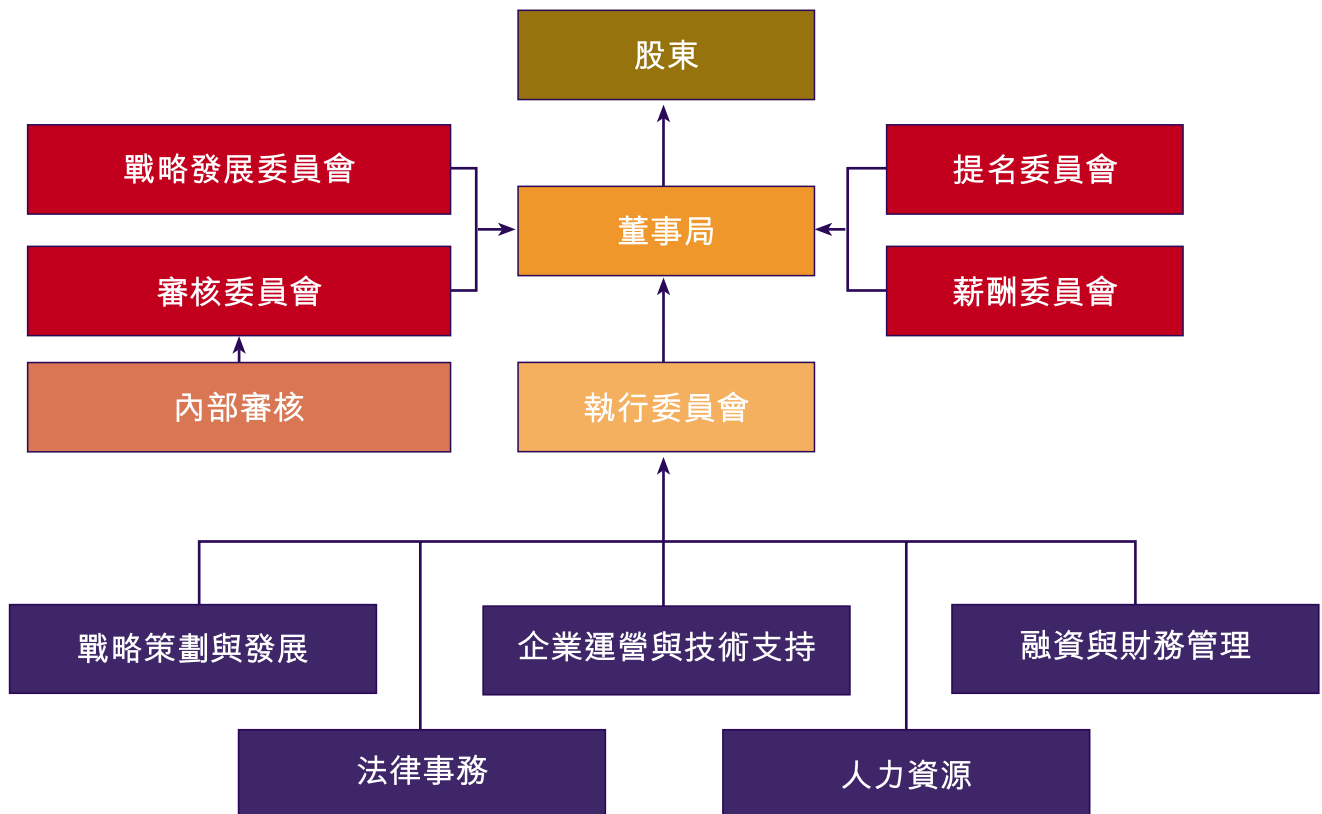 股東
戰略發展委員會
提名委員會
董事局
審核委員會
薪酬委員會
內部審核
執行委員會
戰略策劃與發展
企業運營與技術支持
融資與財務管理
法律事務
人力資源